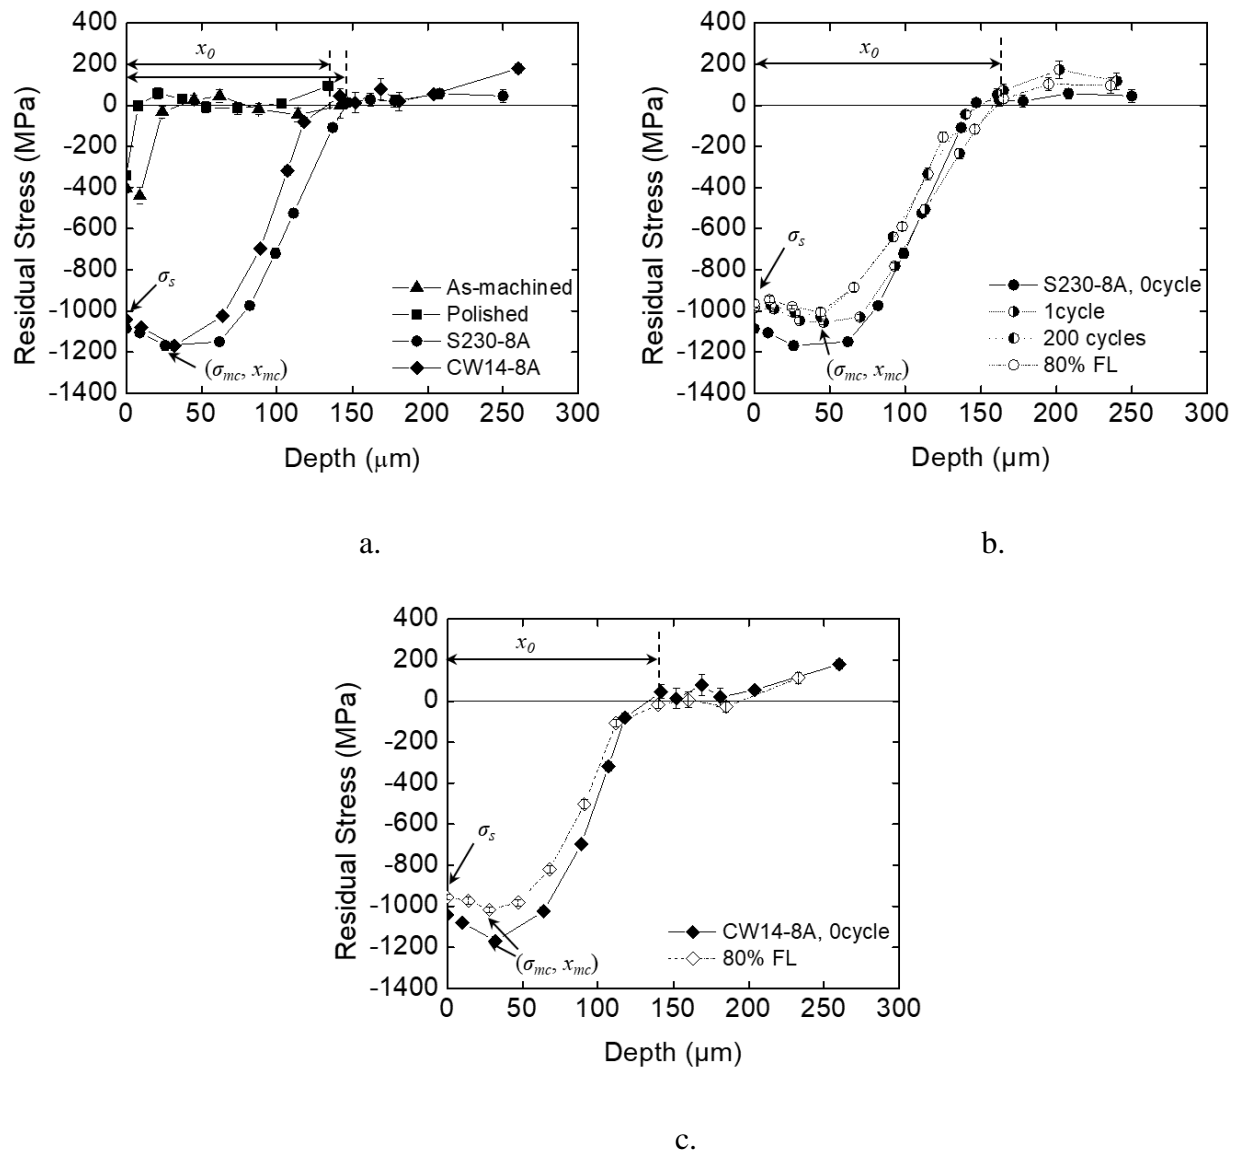 400
200
0
-200
-400
-600
-800
-1000
-1200
-1400
Residual Stress (MPa)
x0
σs
(σmc, xmc)
As-machined
Polished
S230-8A
CW14-8A
0 50 100 150 200 250 300
Depth (μm)
a.
400
200
0
-200
-400
-600
-800
-1000
-1200
-1400
Residual Stress (MPa)
x0
σs
(σmc, xmc)
S230-8A, 0cycle
1cycle
200 cycles
80% FL
0 50 100 150 200 250 300
Depth (µm)
b.
400
200
0
-200
-400
-600
-800
-1000
-1200
-1400
Residual Stress (MPa)
x0
σs
(σmc, xmc)
CW14-8A, 0cycle
80% FL
0 50 100 150 200 250 300
Depth (µm)
c.